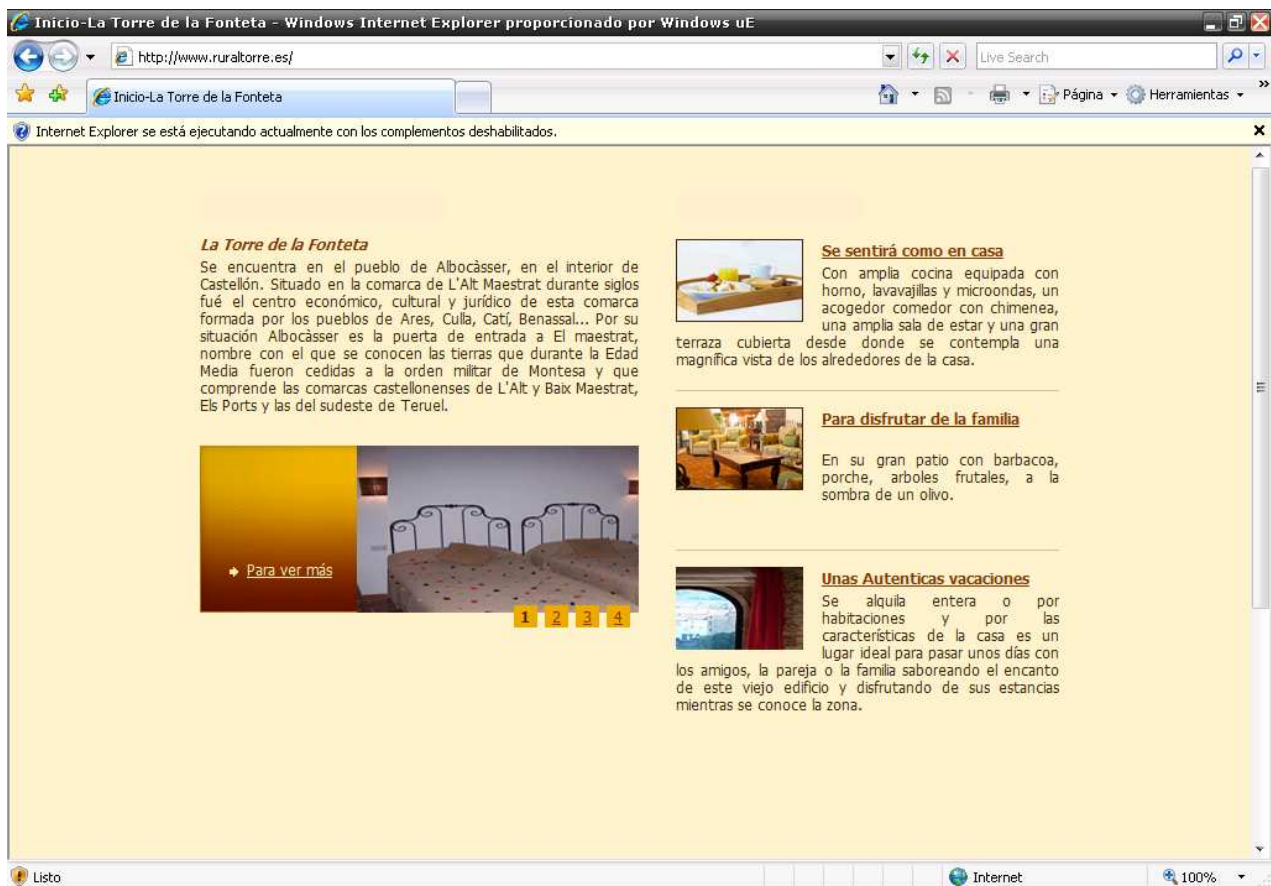 Inicio-La Torre de la Fonteta - Windows Internet Explorer proporcionado por Windows uE
http://www.ruraltorre.es/
Live Search
Inicio-La Torre de la Fonteta
Página
Herramientas
Internet Explorer se está ejecutando actualmente con los complementos deshabilitados.
La Torre de la Fonteta
Se encuentra en el pueblo de Albocàsser, en el interior de
Castellón. Situado en la comarca de L'Alt Maestrat durante siglos
fué el centro económico, cultural y jurídico de esta comarca
formada por los pueblos de Ares, Culla, Catí, Benassal... Por su
situación Albocàsser es la puerta de entrada a El maestrat,
nombre con el que se conocen las tierras que durante la Edad
Media fueron cedidas a la orden militar de Montesa y que
comprende las comarcas castellonenses de L'Alt y Baix Maestrat,
Els Ports y las del sudeste de Teruel.
Para ver más
1 2 3 4
Se sentirá como en casa
Con amplia cocina equipada con
horno, lavavajillas y microondas, un
acogedor comedor con chimenea,
una amplia sala de estar y una gran
terraza cubierta desde donde se contempla una
magnífica vista de los alrededores de la casa.
Para disfrutar de la familia
En su gran patio con barbacoa,
porche, arboles frutales, a la
sombra de un olivo.
Unas Autenticas vacaciones
Se alquila entera o por
habitaciones y por las
características de la casa es un
lugar ideal para pasar unos días con
los amigos, la pareja o la familia saboreando el encanto
de este viejo edificio y disfrutando de sus estancias
mientras se conoce la zona.
Listo
Internet
100%